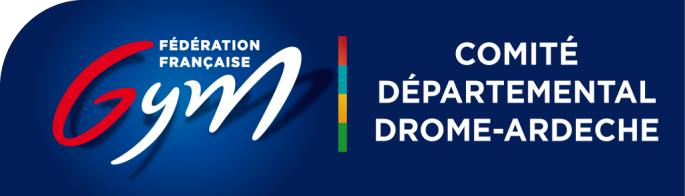 FÉDÉRATION
FRANÇAISE
Gym
COMITÉ
DÉPARTEMENTAL
DROME-ARDECHE